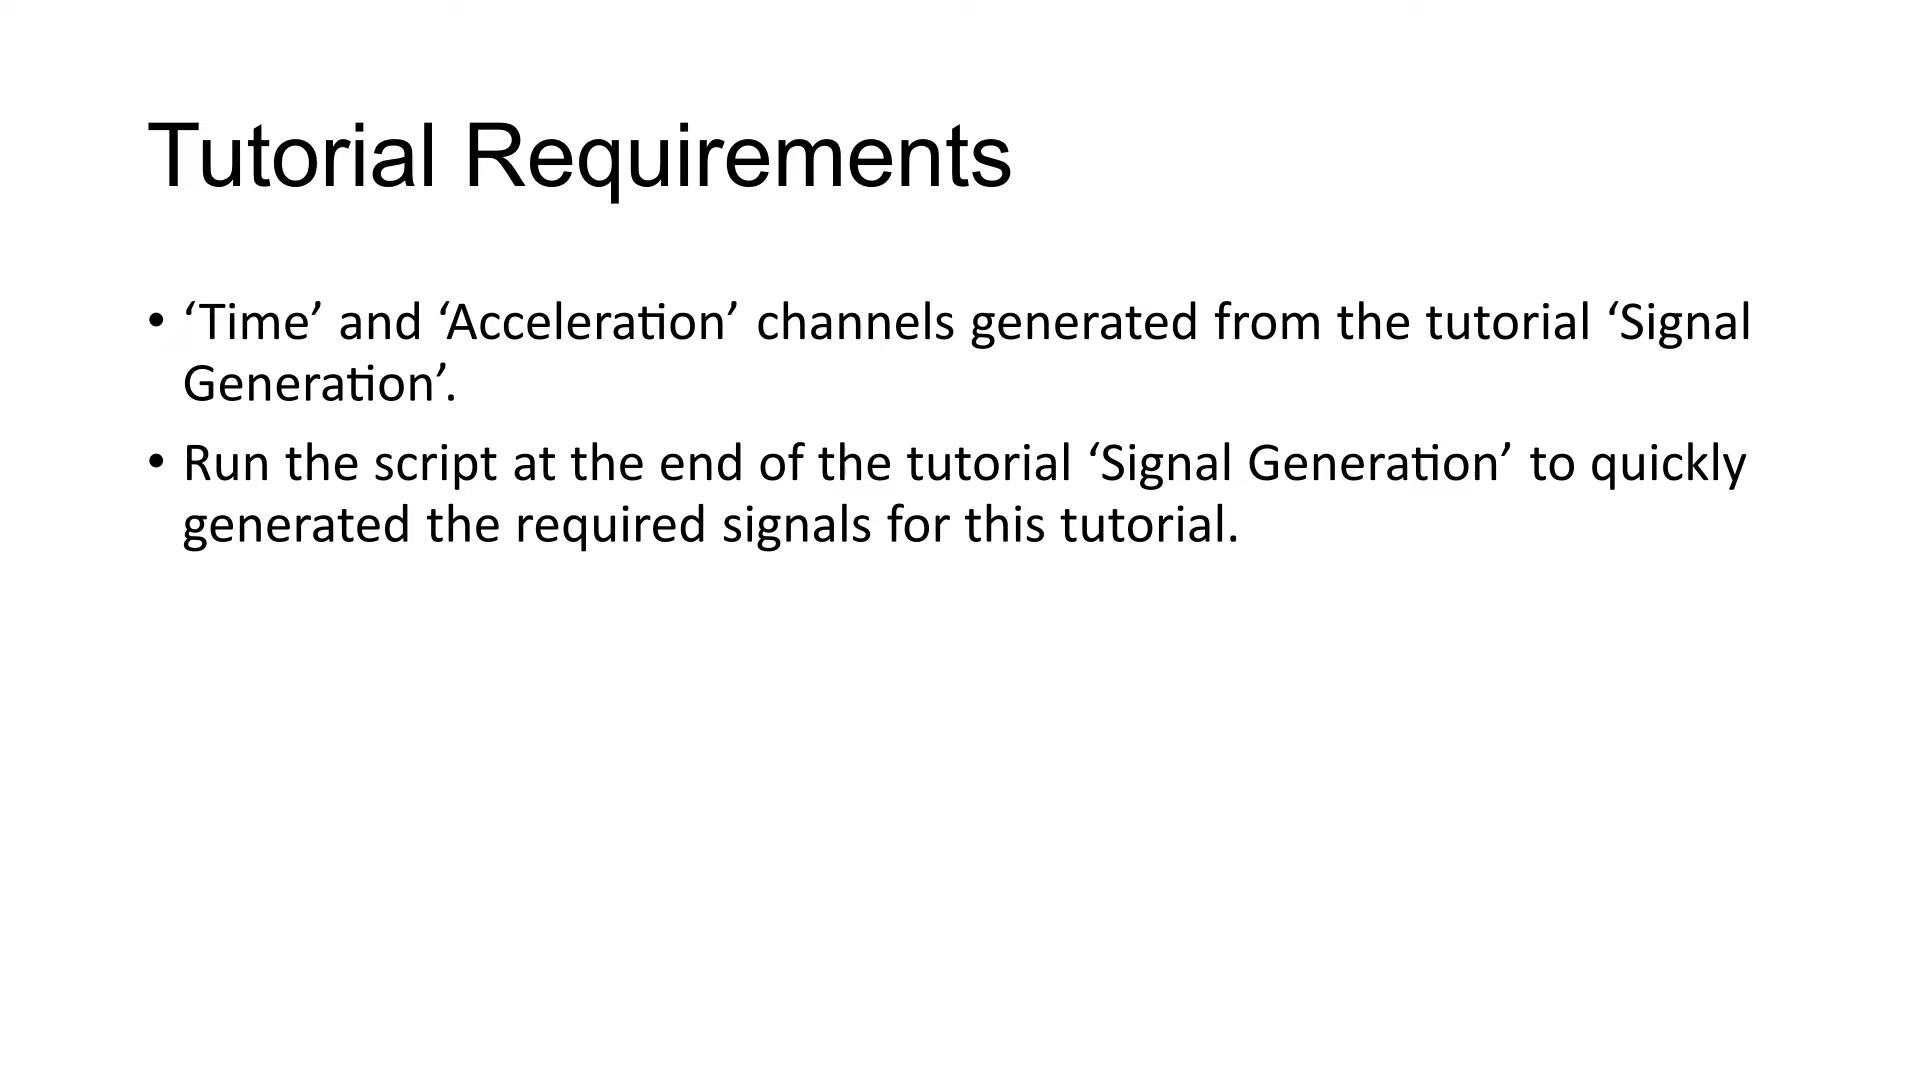 Tutorial Requirements
• ‘Time’ and ‘Acceleration’ channels generated from the tutorial ‘Signal
Generation’.
• Run the script at the end of the tutorial ‘Signal Generation’ to quickly
generated the required signals for this tutorial.